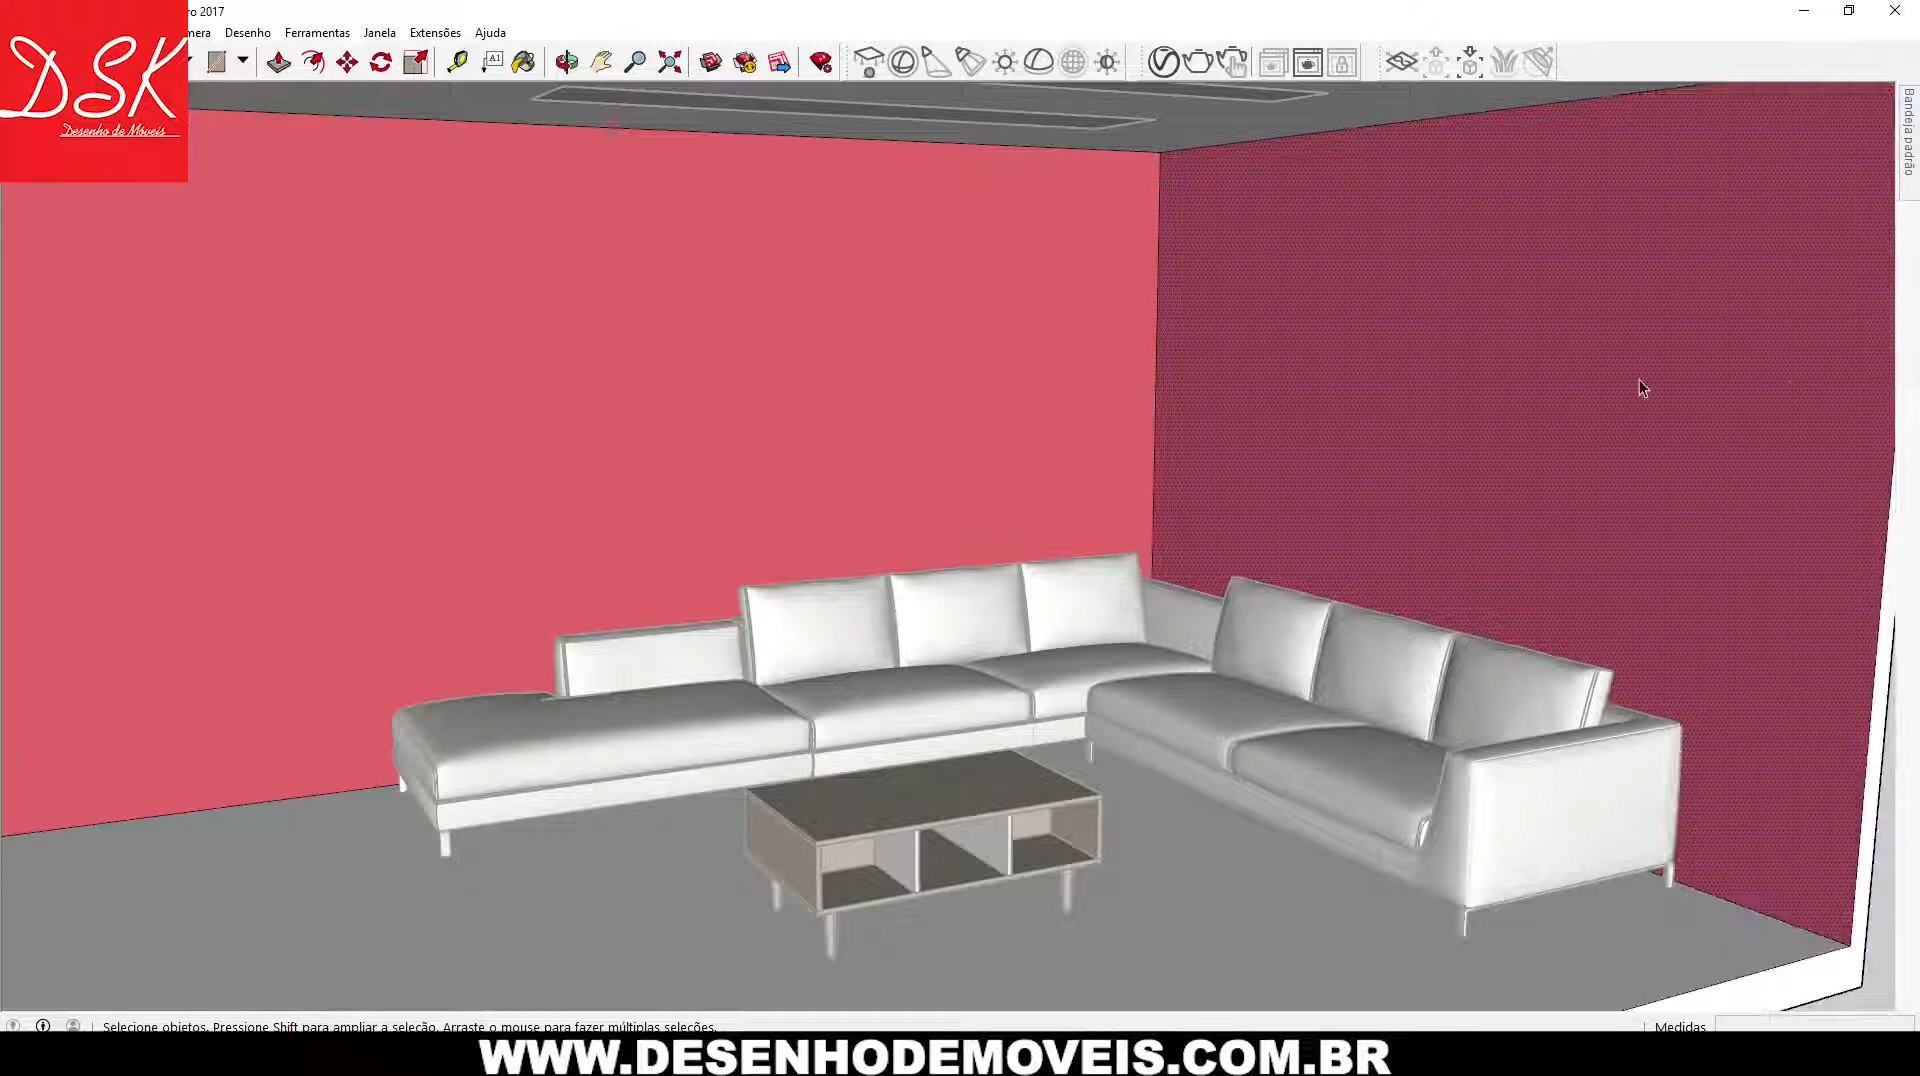 ro 2017
mera Desenho Ferramentas Janela Extensões Ajuda
DSK
Desenho de Móveis
A1
Bandeja padrão
Selecione objetos. Pressione Shift para ampliar a seleção. Arraste o mouse para fazer múltiplas seleções.
Medidas
WWW.DESENHODEMOVEIS.COM.BR